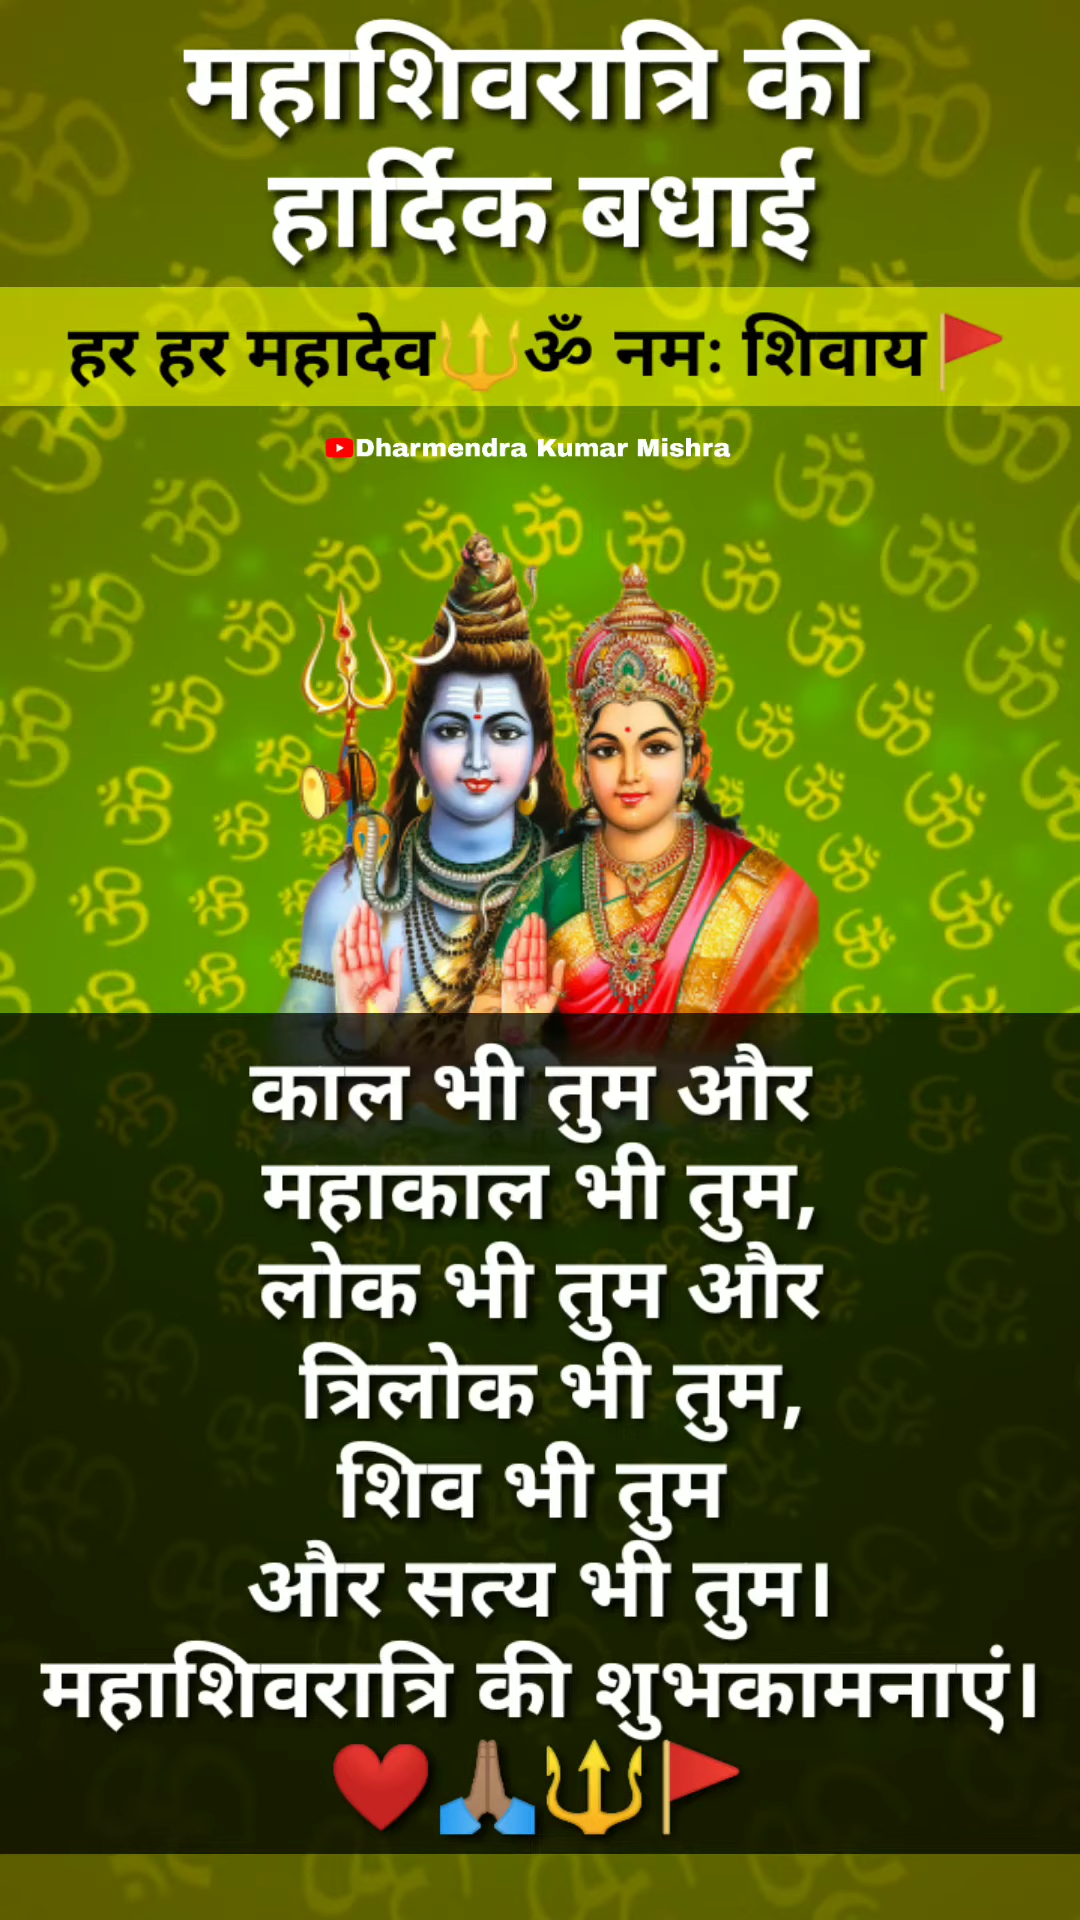 महाशिवरात्रि की
हार्दिक बधाई
हर हर महादेव🔱ॐ नमः शिवाय🚩
Dharmendra Kumar Mishra
काल भी तुम और
महाकाल भी तुम,
लोक भी तुम और
त्रिलोक भी तुम,
शिव भी तुम
और सत्य भी तुम।
महाशिवरात्रि की शुभकामनाएं।
❤️🙏🏽🔱🚩